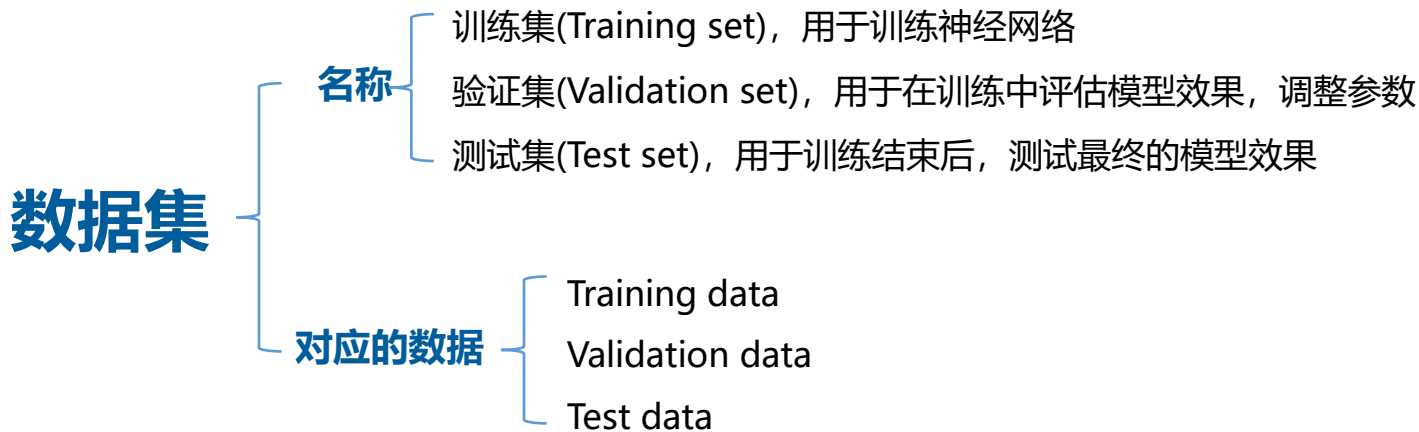 数据集
名称
训练集(Training set)，用于训练神经网络
验证集(Validation set)，用于在训练中评估模型效果，调整参数
测试集(Test set)，用于训练结束后，测试最终的模型效果
对应的数据
Training data
Validation data
Test data